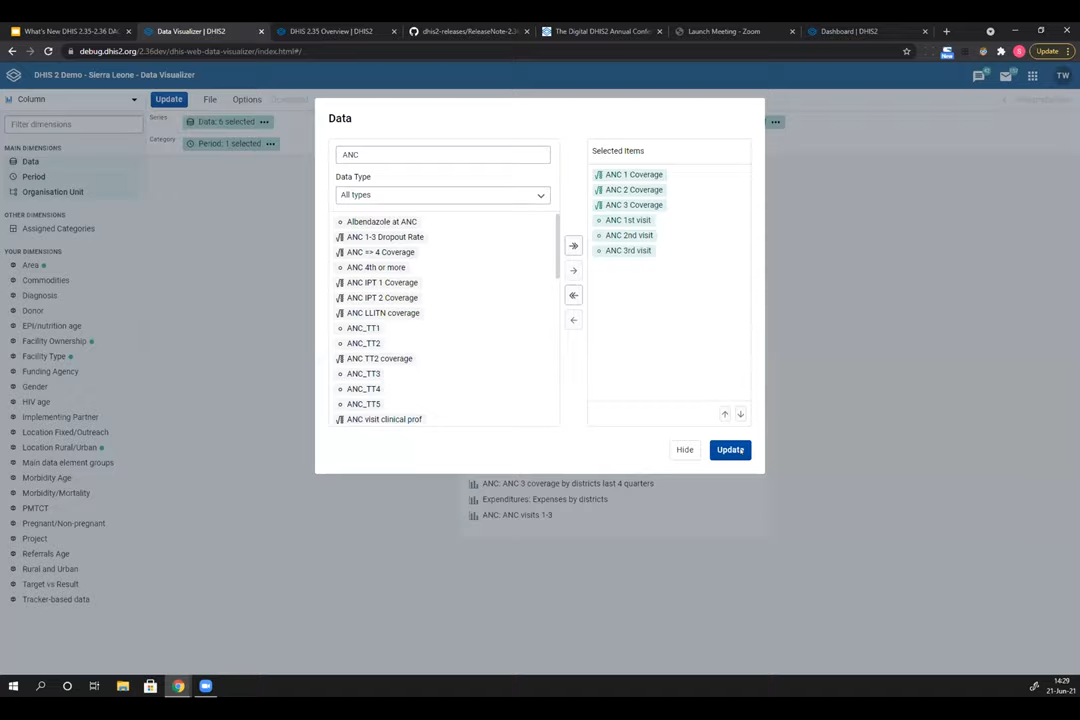 What's New DHIS 2.35-2.36 DAC
Data Visualizer | DHIS2
DHIS 2.35 Overview | DHIS2
dhis2-releases/ReleaseNote-2.3
The Digital DHIS2 Annual Confe
Launch Meeting - Zoom
Dashboard | DHIS2
debug.dhis2.org/2.36dev/dhis-web-data-visualizer/index.html#/
New
Update
DHIS 2 Demo - Sierra Leone - Data Visualizer
TW
Column
Update
File
Options
Filter dimensions
Series
Data: 6 selected
Category
Period: 1 selected
MAIN DIMENSIONS
Data
Period
Organisation Unit
OTHER DIMENSIONS
Assigned Categories
YOUR DIMENSIONS
Area
Commodities
Diagnosis
Donor
EPI/nutrition age
Facility Ownership
Facility Type
Funding Agency
Gender
HIV age
Implementing Partner
Location Fixed/Outreach
Location Rural/Urban
Main data element groups
Morbidity Age
Morbidity/Mortality
PMTCT
Pregnant/Non-pregnant
Project
Referrals Age
Rural and Urban
Target vs Result
Tracker-based data
Data
ANC
Data Type
All types
Albendazole at ANC
ANC 1-3 Dropout Rate
ANC => 4 Coverage
ANC 4th or more
ANC IPT 1 Coverage
ANC IPT 2 Coverage
ANC LLITN coverage
ANC_TT1
ANC_TT2
ANC TT2 coverage
ANC_TT3
ANC_TT4
ANC_TT5
ANC visit clinical prof
Selected Items
ANC 1 Coverage
ANC 2 Coverage
ANC 3 Coverage
ANC 1st visit
ANC 2nd visit
ANC 3rd visit
Hide
Update
ANC: ANC 3 coverage by districts last 4 quarters
Expenditures: Expenses by districts
ANC: ANC visits 1-3
14:29
21-Jun-21